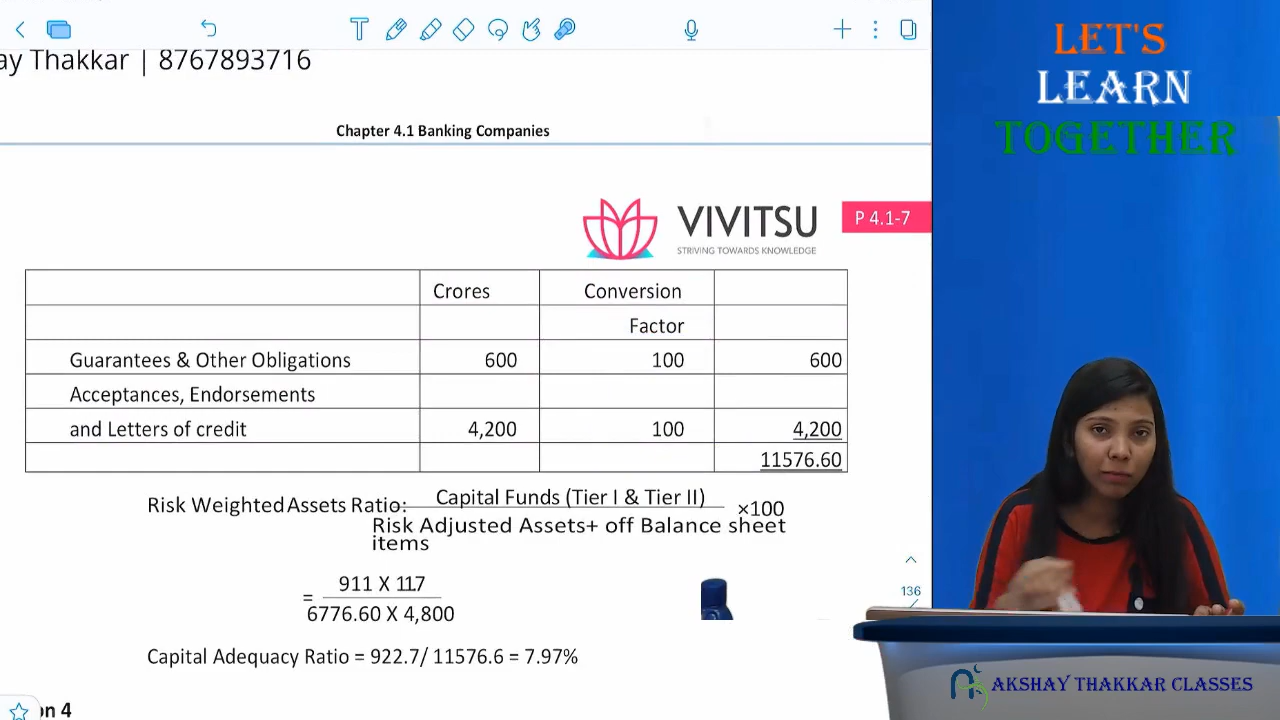 ay Thakkar | 8767893716
LET'S
LEARN
TOGETHER
Chapter 4.1 Banking Companies
VIVITSU
STRIVING TOWARDS KNOWLEDGE
P 4.1-7
Crores Conversion
Factor
Guarantees & Other Obligations 600 100 600
Acceptances, Endorsements
and Letters of credit 4,200 100 4,200
11576.60
Risk Weighted Assets Ratio: Capital Funds (Tier I & Tier II) ×100
Risk Adjusted Assets+ off Balance sheet
items
= 911 X 11.7
6776.60 X 4,800
136
Capital Adequacy Ratio = 922.7/ 11576.6 = 7.97%
on 4
AKSHAY THAKKAR CLASSES